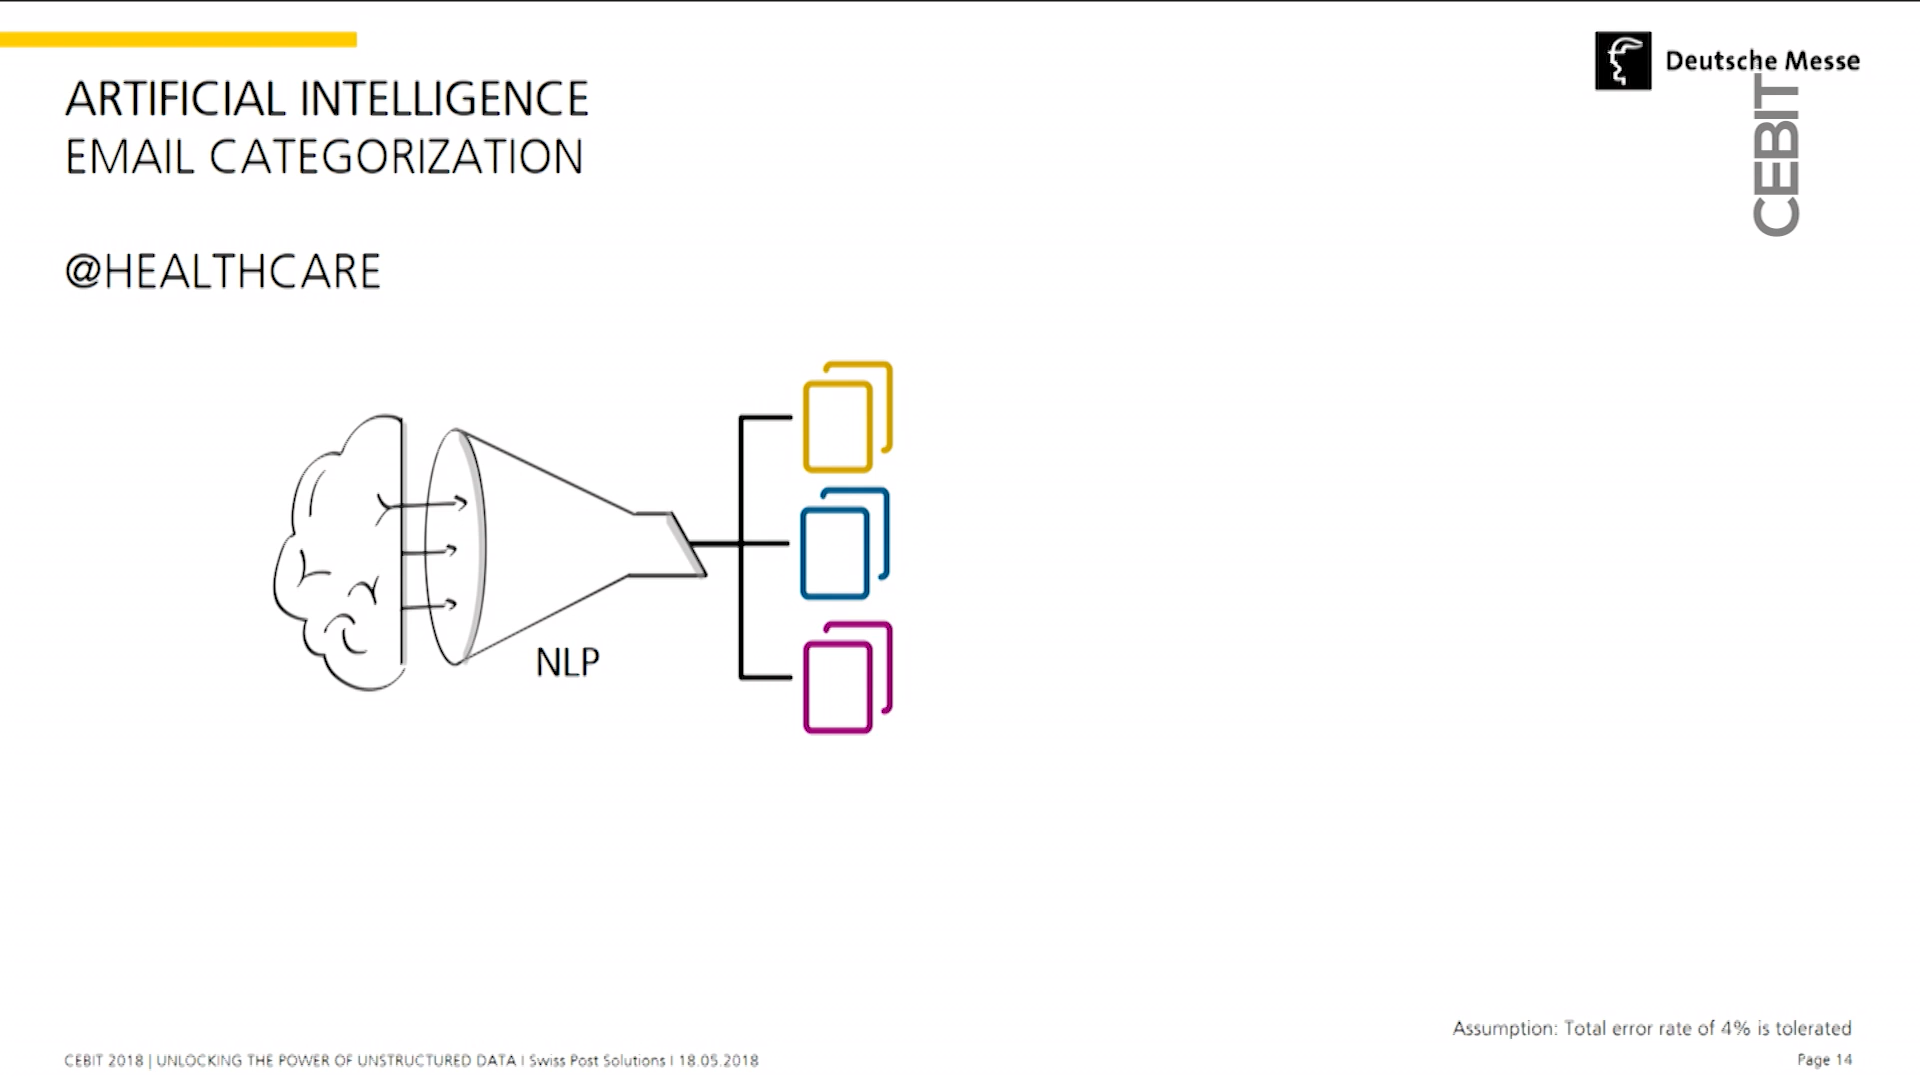 Deutsche Messe
CEBIT
ARTIFICIAL INTELLIGENCE
EMAIL CATEGORIZATION
@HEALTHCARE
NLP
Assumption: Total error rate of 4% is tolerated
CEBIT 2018 | UNLOCKING THE POWER OF UNSTRUCTURED DATA I Swiss Post Solutions I 18.05.2018
Page 14